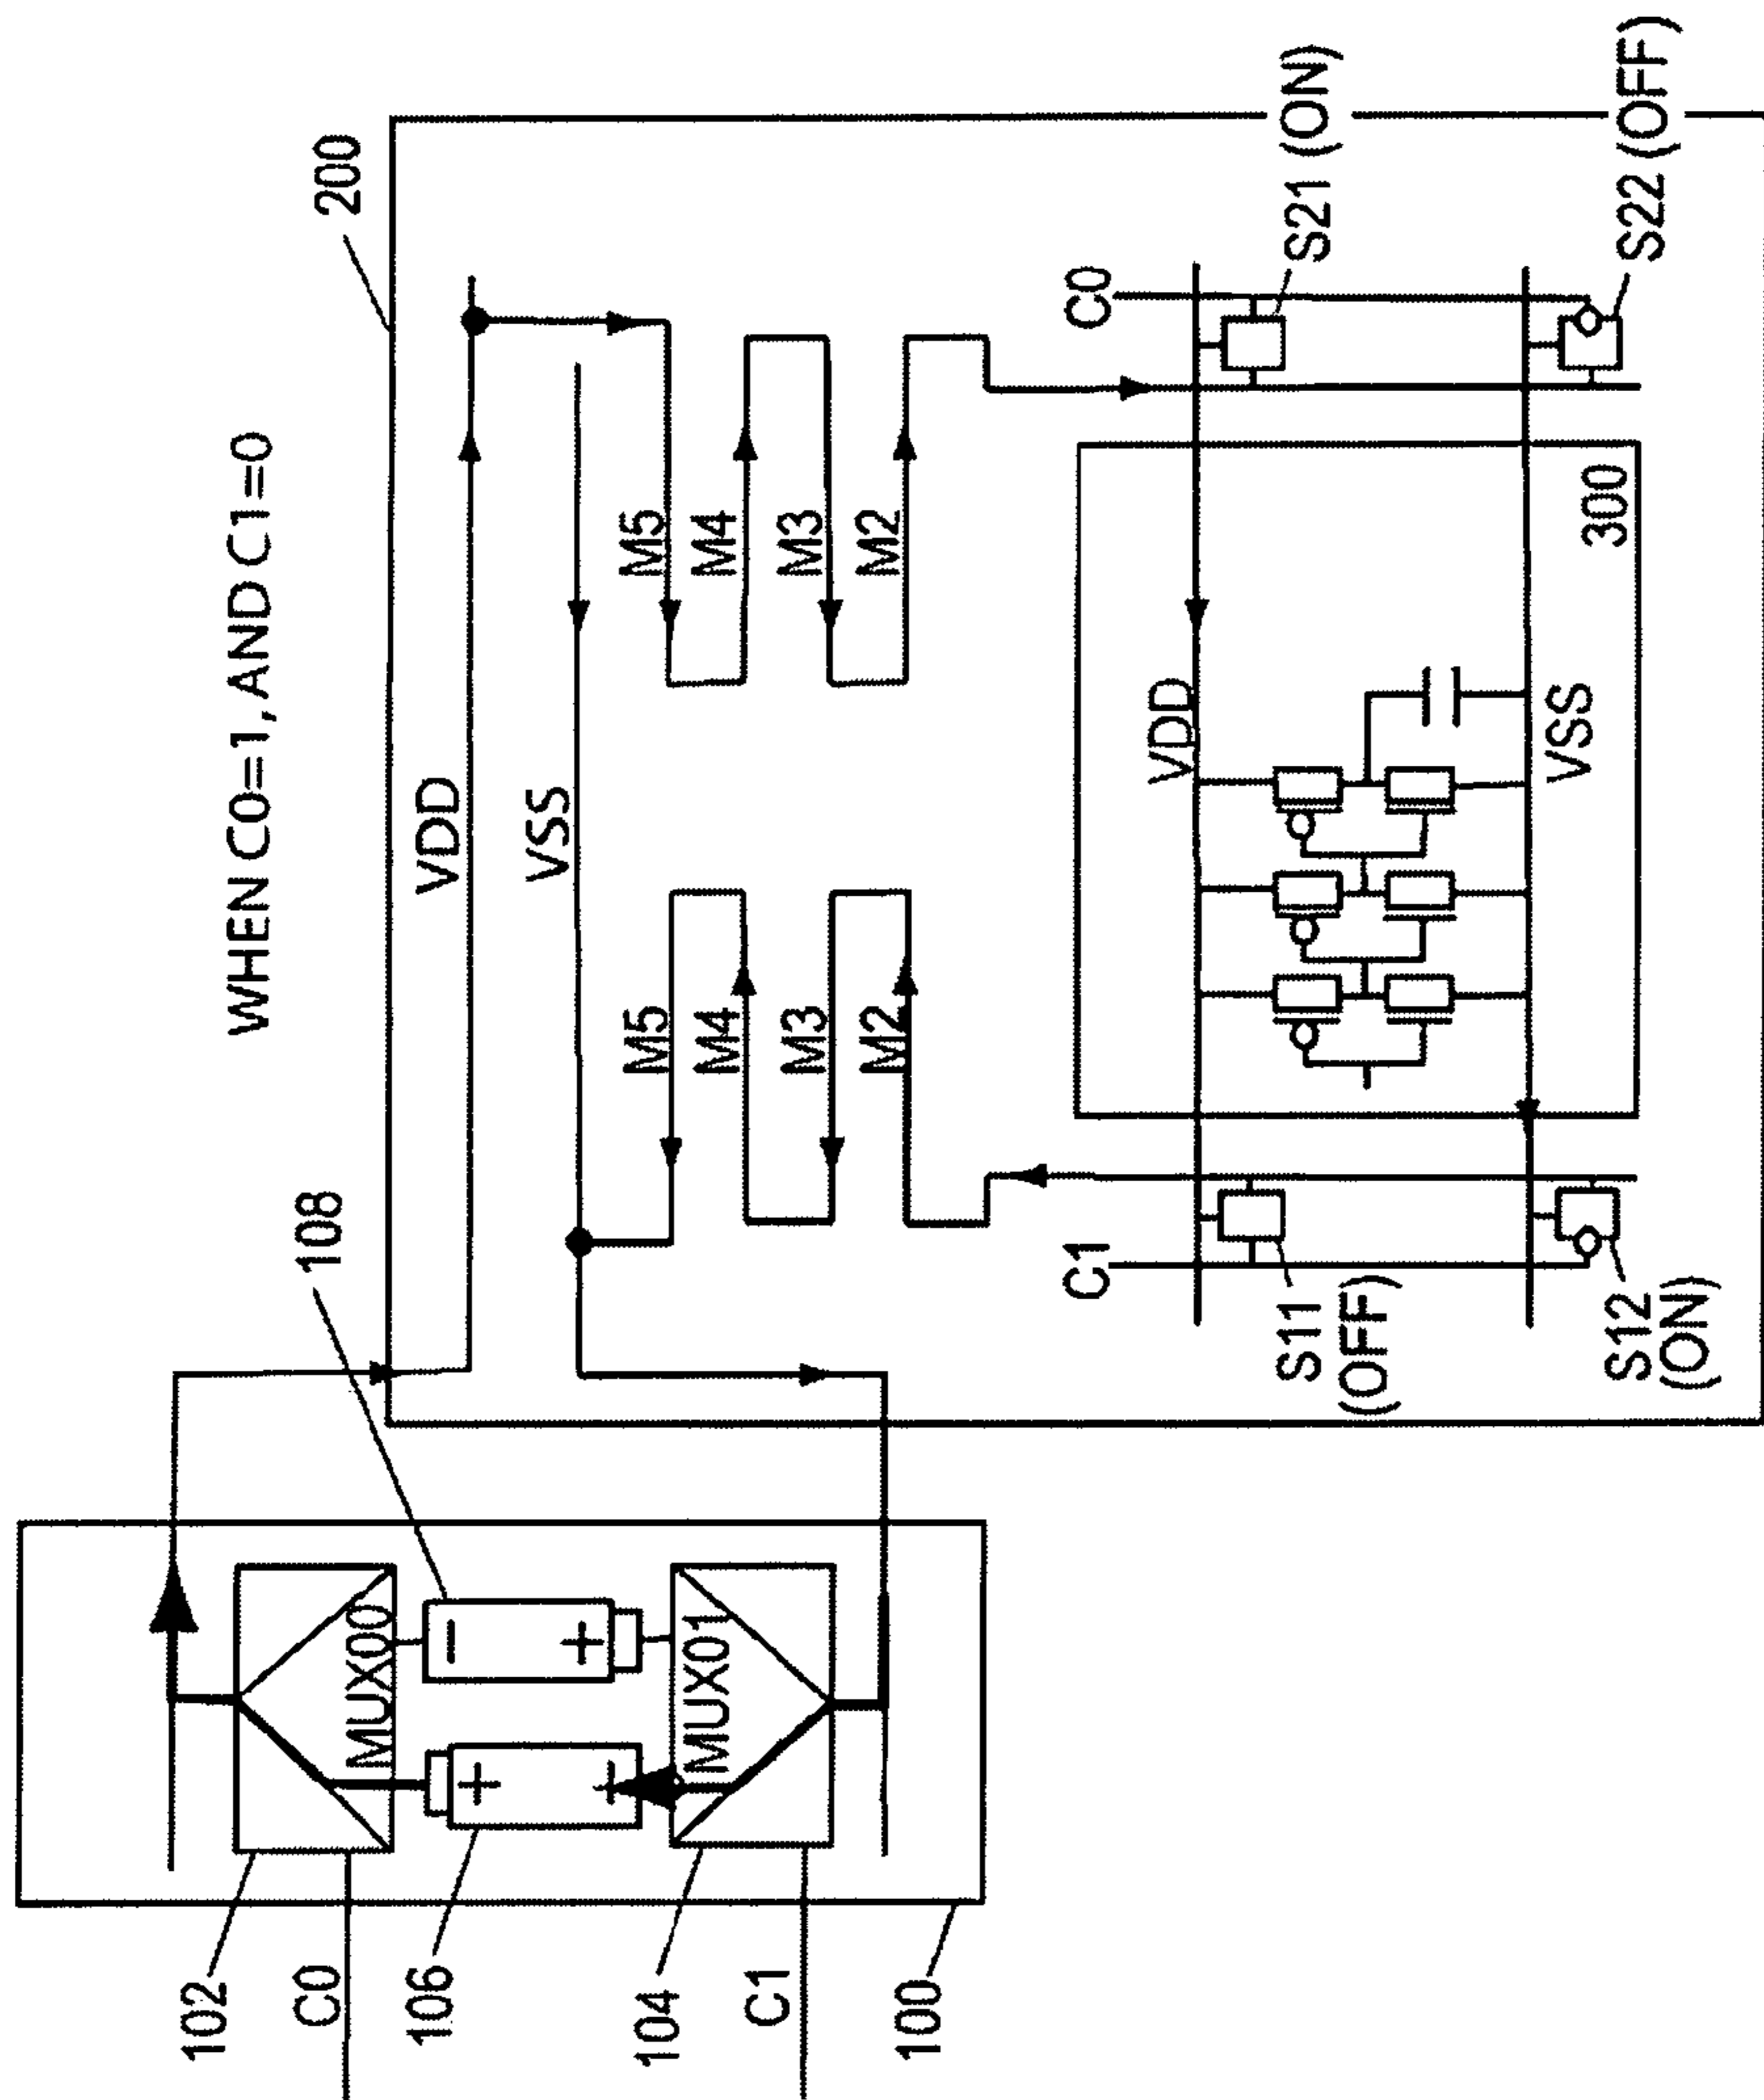 WHEN C0=1, AND C1=0
200
108
102
C0
106
104
C1
100
MUX00
MUX01
+
−
−
+
VDD
VSS
M5
M4
M3
M2
M5
M4
M3
M2
C1
C0
VDD
VSS
300
S11
(OFF)
S12
(ON)
S21 (ON)
S22 (OFF)